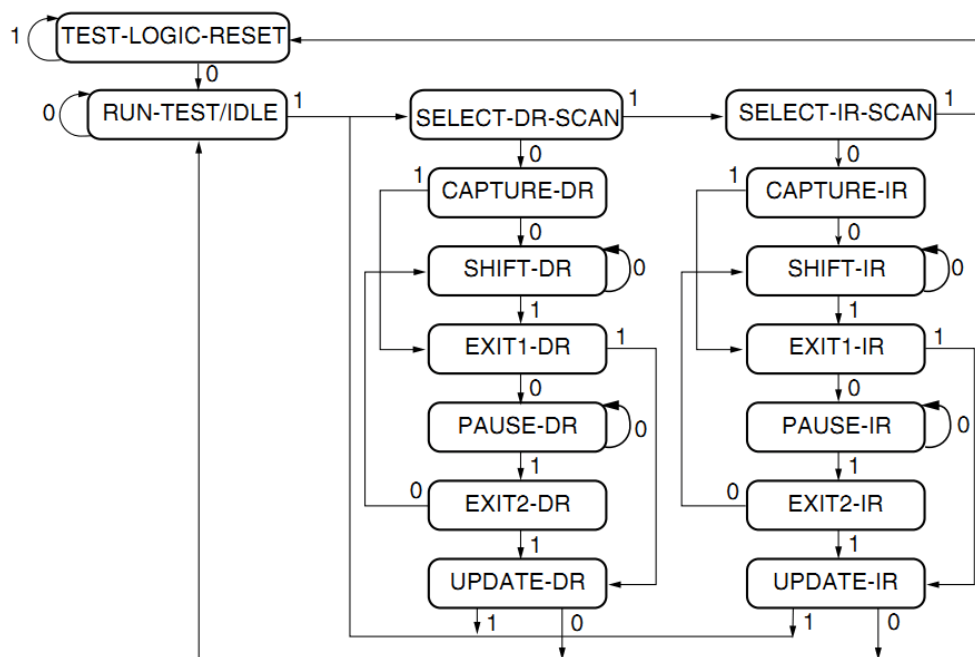 1 TEST-LOGIC-RESET
0
0 RUN-TEST/IDLE 1 SELECT-DR-SCAN 1 SELECT-IR-SCAN 1
0 0
1 CAPTURE-DR 1 CAPTURE-IR
0 0
SHIFT-DR 0 SHIFT-IR 0
1 1
EXIT1-DR 1 EXIT1-IR 1
0 0
PAUSE-DR 0 PAUSE-IR 0
1 1
0 EXIT2-DR 0 EXIT2-IR
1 1
UPDATE-DR UPDATE-IR
1 0 1 0